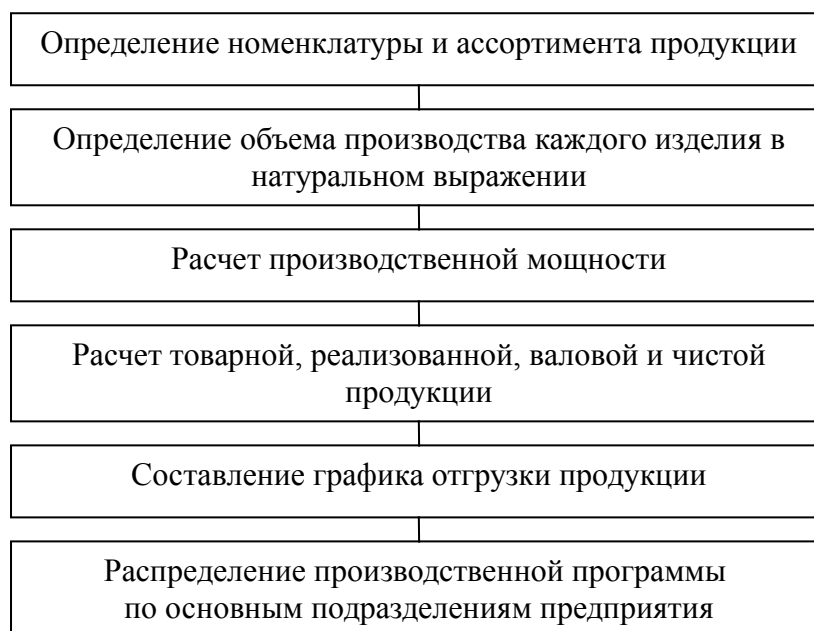 Определение номенклатуры и ассортимента продукции
Определение объема производства каждого изделия в
натуральном выражении
Расчет производственной мощности
Расчет товарной, реализованной, валовой и чистой
продукции
Составление графика отгрузки продукции
Распределение производственной программы
по основным подразделениям предприятия